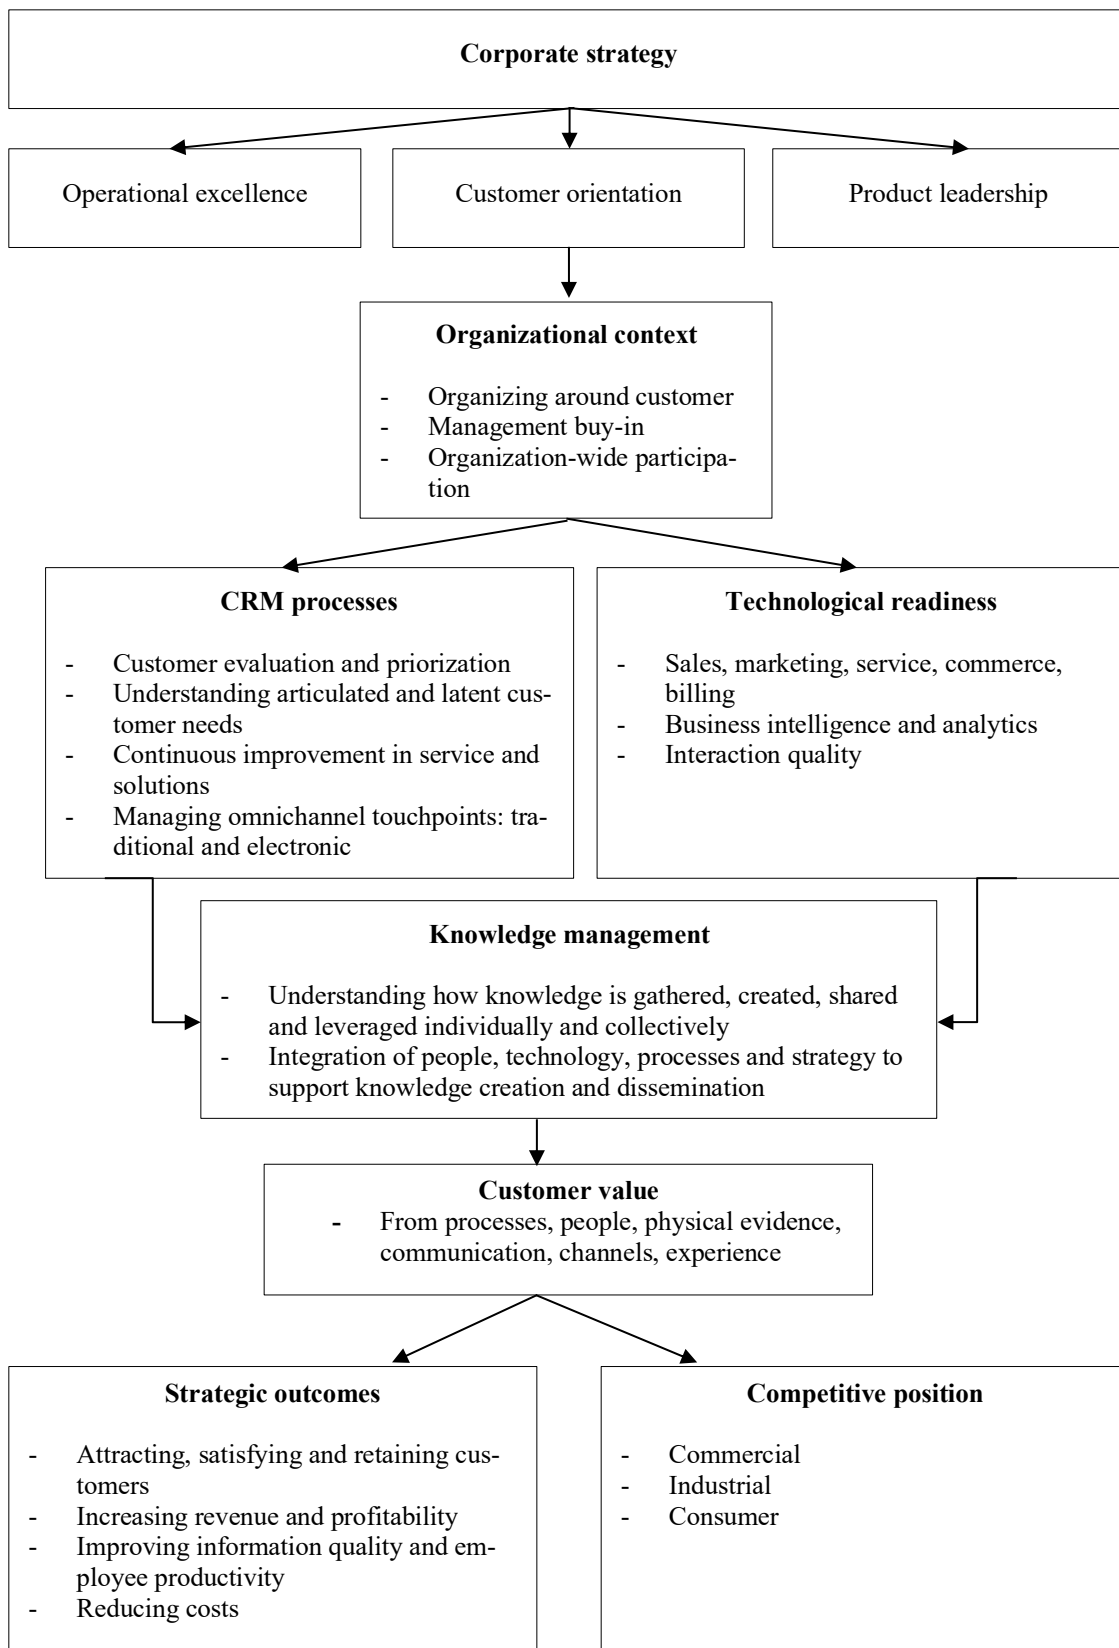 Corporate strategy
Operational excellence
Customer orientation
Product leadership
Organizational context
- Organizing around customer
- Management buy-in
- Organization-wide participa-
tion
CRM processes
- Customer evaluation and priorization
- Understanding articulated and latent cus-
tomer needs
- Continuous improvement in service and
solutions
- Managing omnichannel touchpoints: tra-
ditional and electronic
Technological readiness
- Sales, marketing, service, commerce,
billing
- Business intelligence and analytics
- Interaction quality
Knowledge management
- Understanding how knowledge is gathered, created, shared
and leveraged individually and collectively
- Integration of people, technology, processes and strategy to
support knowledge creation and dissemination
Customer value
- From processes, people, physical evidence,
communication, channels, experience
Strategic outcomes
- Attracting, satisfying and retaining cus-
tomers
- Increasing revenue and profitability
- Improving information quality and em-
ployee productivity
- Reducing costs
Competitive position
- Commercial
- Industrial
- Consumer